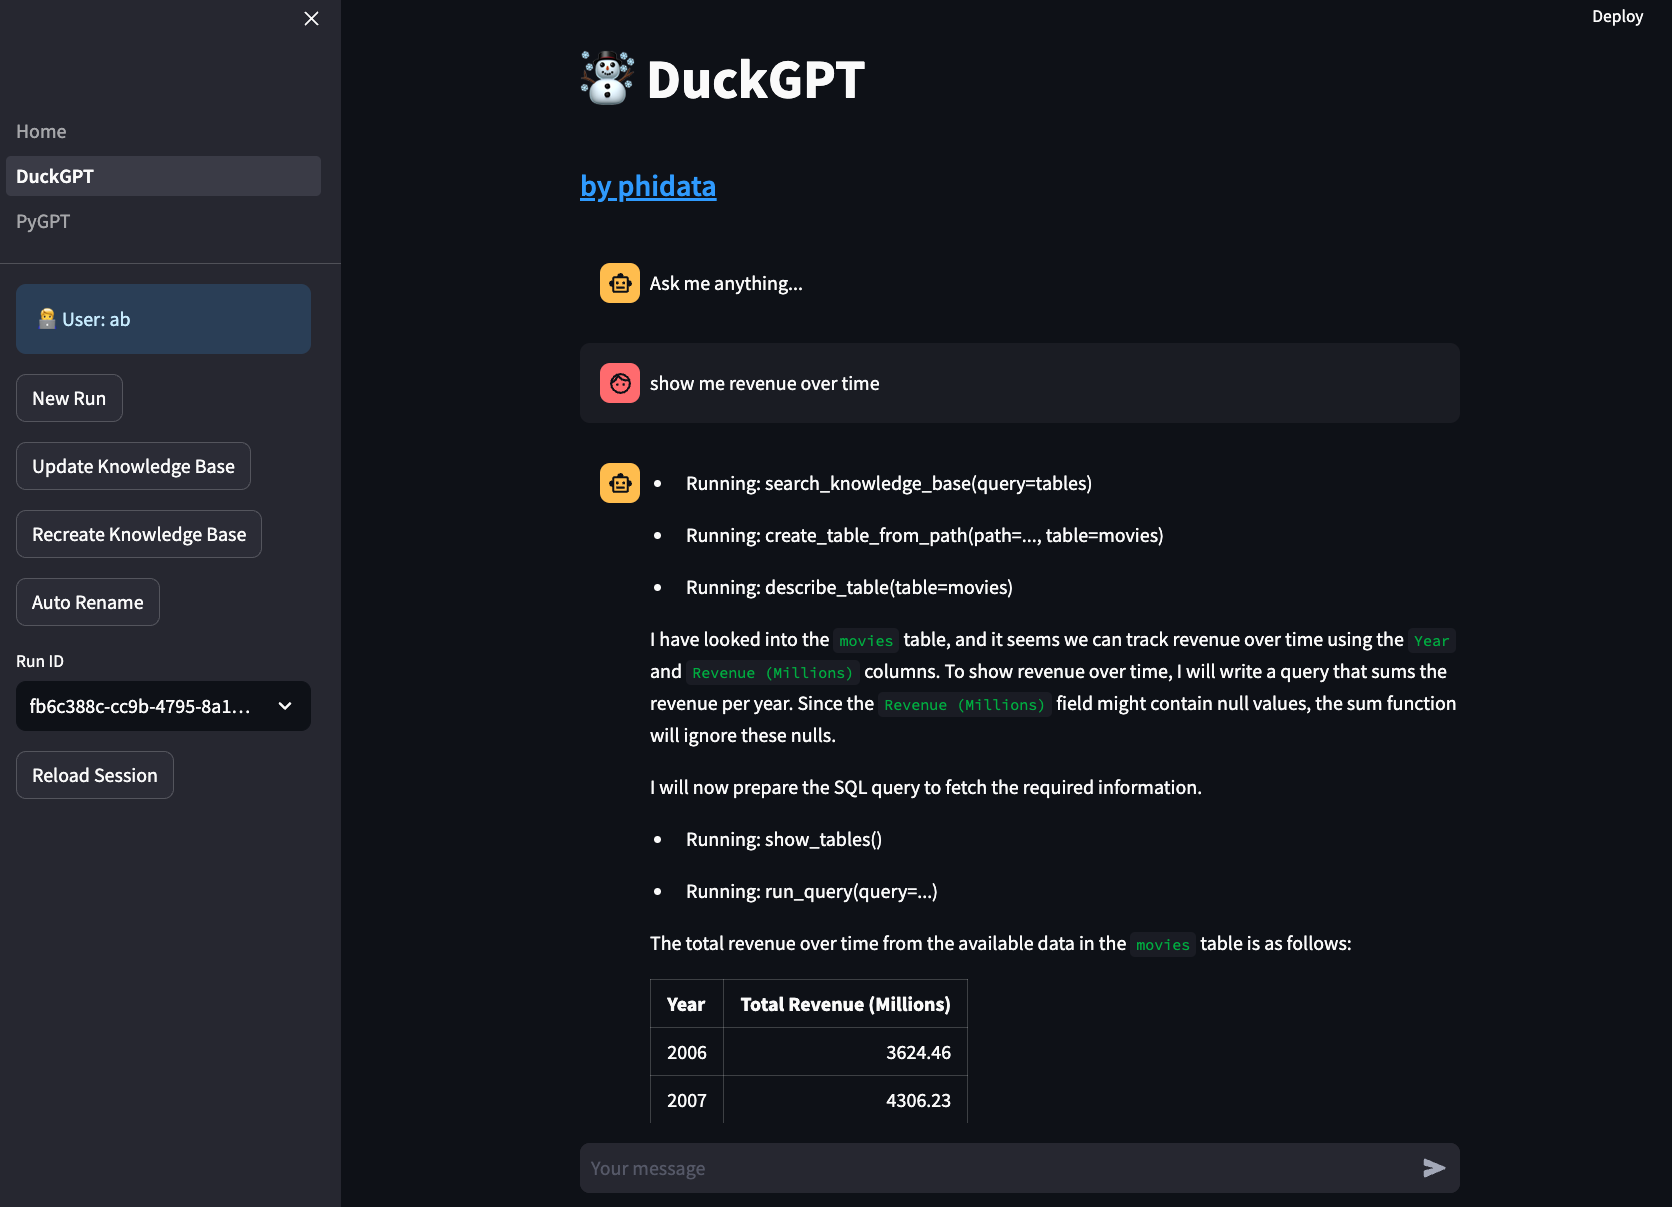 Deploy
Home
DuckGPT
PyGPT
User: ab
New Run
Update Knowledge Base
Recreate Knowledge Base
Auto Rename
Run ID
fb6c388c-cc9b-4795-8a1...
Reload Session
DuckGPT
by phidata
Ask me anything...
show me revenue over time
• Running: search_knowledge_base(query=tables)
• Running: create_table_from_path(path=..., table=movies)
• Running: describe_table(table=movies)
I have looked into the movies table, and it seems we can track revenue over time using the Year
and Revenue (Millions) columns. To show revenue over time, I will write a query that sums the
revenue per year. Since the Revenue (Millions) field might contain null values, the sum function
will ignore these nulls.
I will now prepare the SQL query to fetch the required information.
• Running: show_tables()
• Running: run_query(query=...)
The total revenue over time from the available data in the movies table is as follows:
Year Total Revenue (Millions)
2006 3624.46
2007 4306.23
Your message